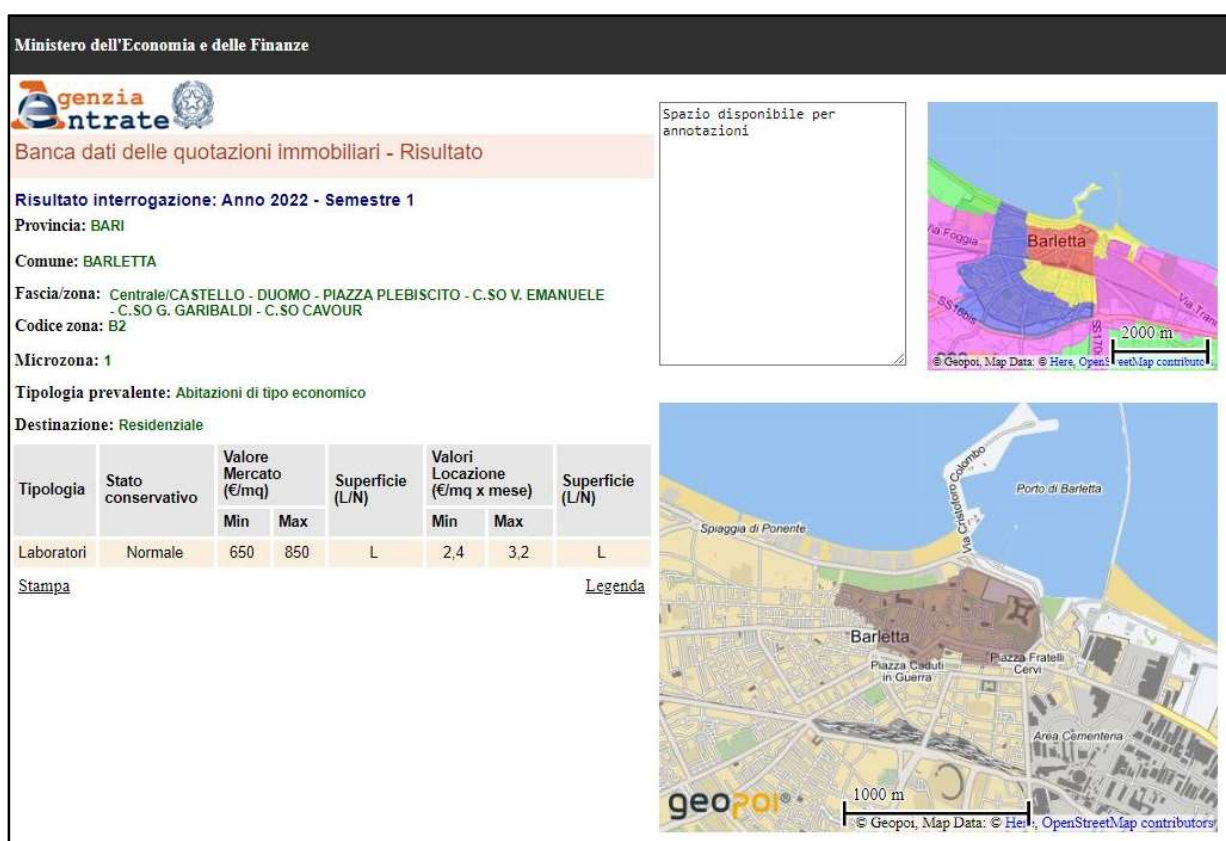 Ministero dell'Economia e delle Finanze
Agenzia
Entrate
Banca dati delle quotazioni immobiliari - Risultato
Risultato interrogazione: Anno 2022 - Semestre 1
Provincia: BARI
Comune: BARLETTA
Fascia/zona: Centrale/CASTELLO - DUOMO - PIAZZA PLEBISCITO - C.SO V. EMANUELE
- C.SO G. GARIBALDI - C.SO CAVOUR
Codice zona: B2
Microzona: 1
Tipologia prevalente: Abitazioni di tipo economico
Destinazione: Residenziale
Tipologia Stato conservativo Valore Mercato (€/mq) Superficie (L/N) Valori Locazione (€/mq x mese) Superficie (L/N)
Min Max Min Max
Laboratori Normale 650 850 L 2,4 3,2 L
Stampa Legenda
Spazio disponibile per
annotazioni
Via Foggia
Barletta
SS16bis
Via Trani
SS170
2000 m
© Geopoi, Map Data: © Here, OpenStreetMap contributors
Via Cristoforo Colombo
Porto di Barletta
Spiaggia di Ponente
Barletta
Piazza Caduti
in Guerra
Piazza Fratelli
Cervi
Area Cementeria
geopoi®
1000 m
© Geopoi, Map Data: © Here, OpenStreetMap contributors